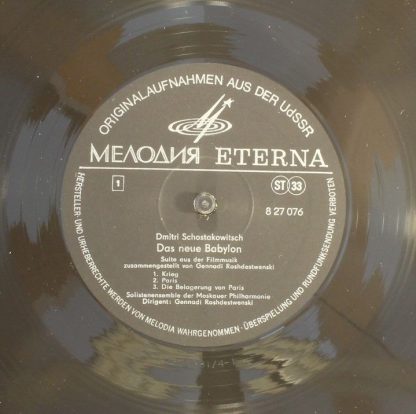 ORIGINALAUFNAHMEN AUS DER UdSSR
МЕЛОДИЯ ETERNA
1
ST 33
8 27 076
Dmitri Schostakowitsch
Das neue Babylon
Suite aus der Filmmusik
zusammengestellt von Gennadi Roshdestwenski
1. Krieg
2. Paris
3. Die Belagerung von Paris
Solistenensemble der Moskauer Philharmonie
Dirigent: Gennadi Roshdestwenski
HERSTELLER- UND URHEBERRECHTE WERDEN VON MELODIA WAHRGENOMMEN · ÜBERSPIELUNG UND RUNDFUNKSENDUNG VERBOTEN